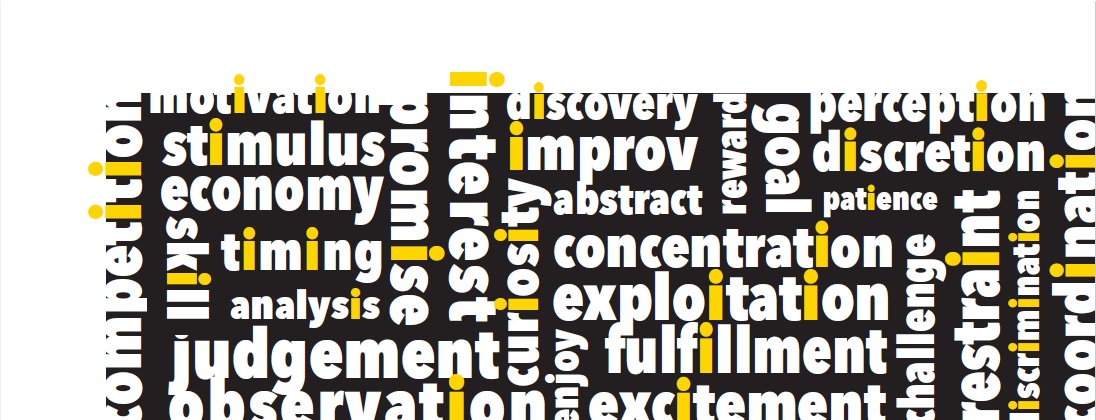 competition
motivation
stimulus
economy
skill
timing
analysis
judgement
observation
promise
interest
discovery
improv
curiosity
abstract
reward
goal
perception
discretion
patience
concentration
exploitation
enjoy
fulfillment
excitement
challenge
restraint
discrimination
coordination